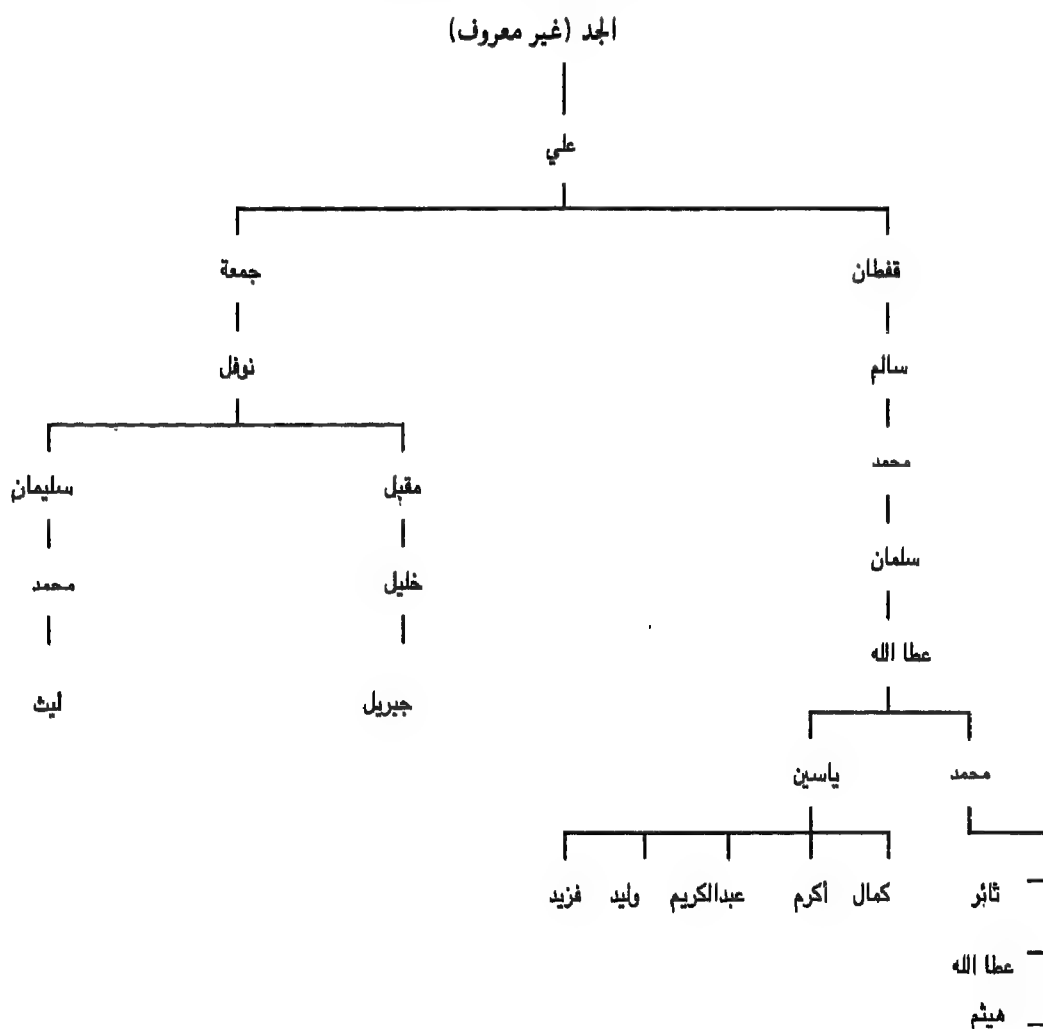 الجد (غير معروف)
علي
قفطان
جمعة
سالم
نوفل
محمد
مقبل
سليمان
سلمان
خليل
محمد
عطا الله
جبريل
ليث
محمد
ياسين
ثائر
كمال
أكرم
عبدالكريم
وليد
فزيد
عطا الله
هيثم